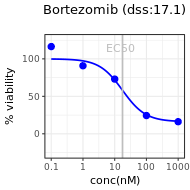 Bortezomib (dss:17.1)
EC50
% viability
100
50
0
0.1 1 10 100 1000
conc(nM)